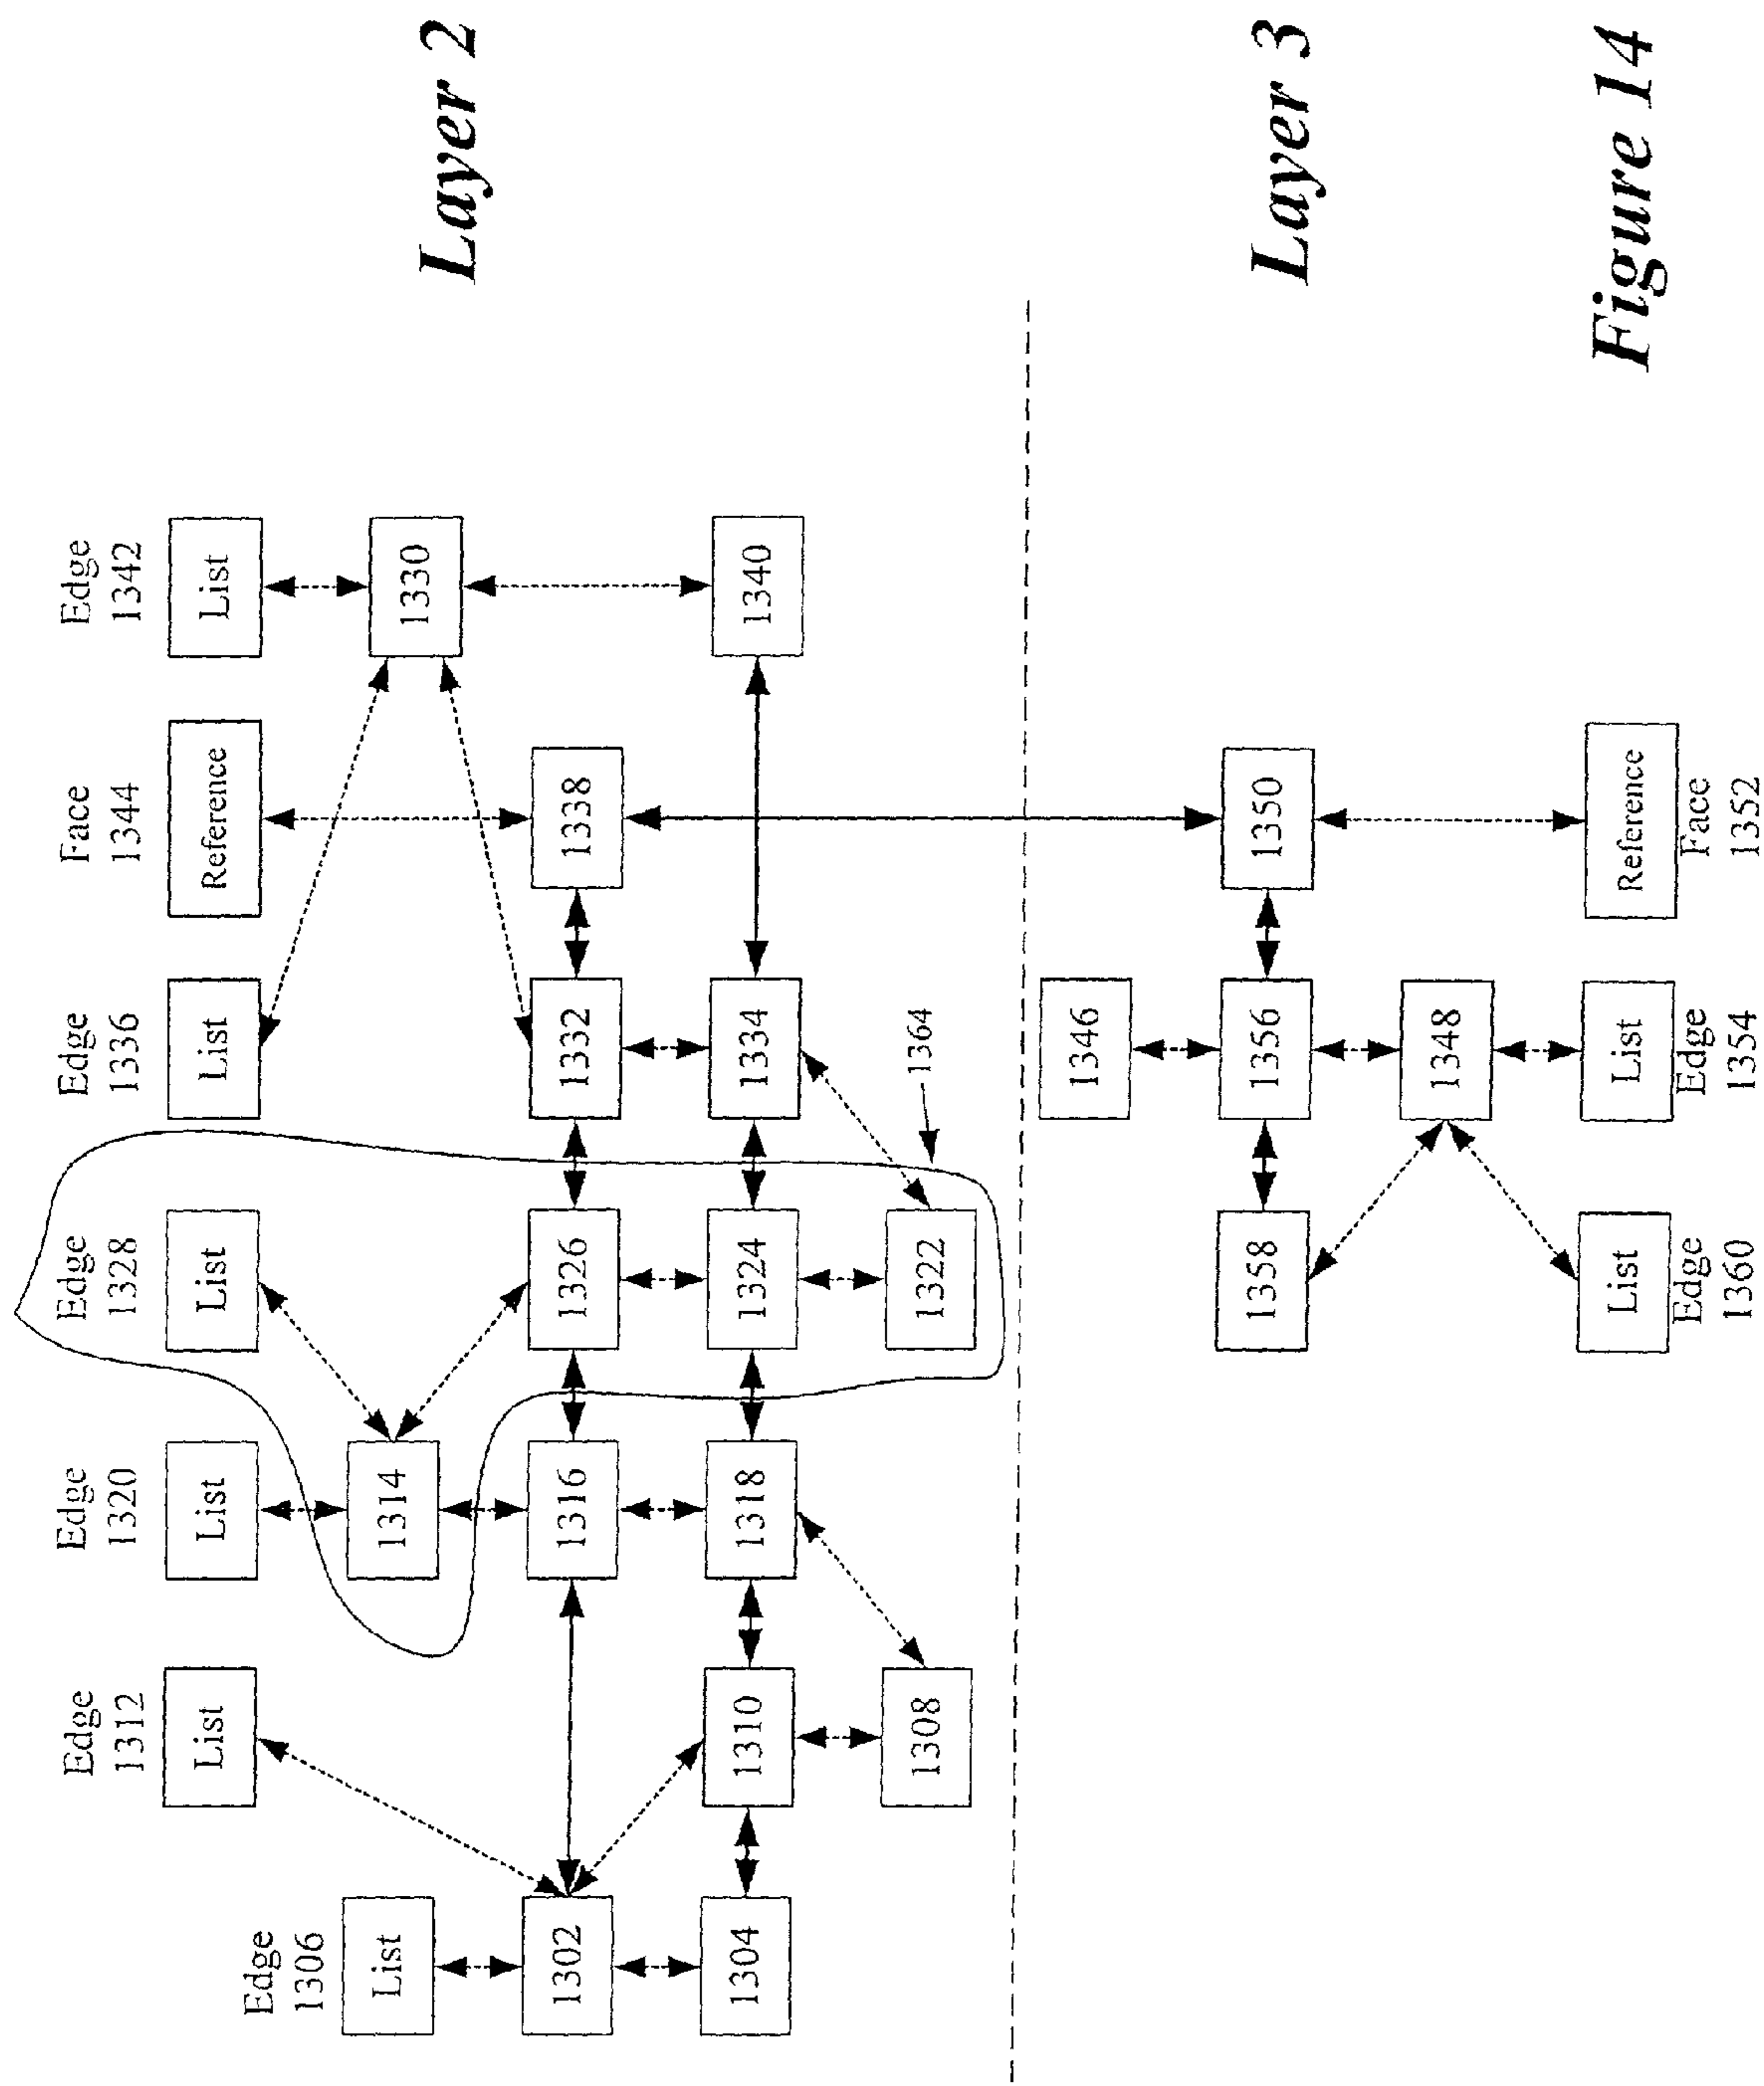 Edge Edge Edge Edge Face Edge
1312 1320 1328 1336 1344 1342
List List List List Reference List
Edge
1306
List 1314 1330
Layer 2
1302 1316 1326 1332 1338
1304 1310 1318 1324 1334 1340
1308 1322 1364
1346
1358 1356 1350 Layer 3
1348
List List Reference Figure 14
Edge Edge Face
1360 1354 1352